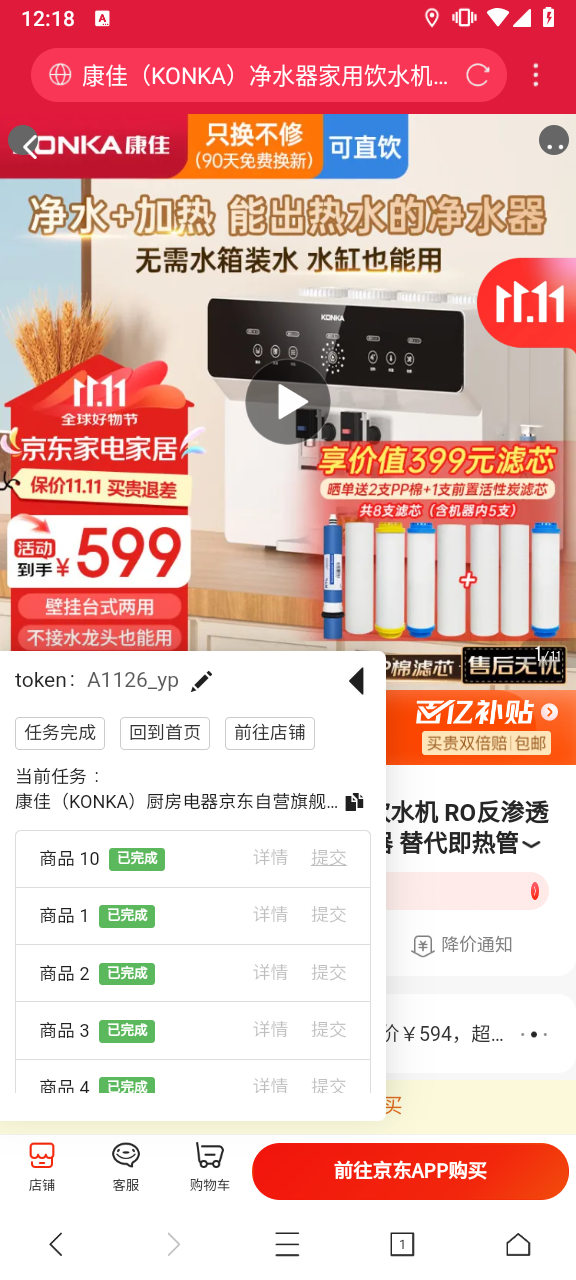 12:18
康佳（KONKA）净水器家用饮水机...
KONKA 康佳
只换不修
(90天免费换新)
可直饮
净水+加热 能出热水的净水器
无需水箱装水 水缸也能用
KONKA
11.11
11.11
全球好物节
京东家电家居
保价11.11 买贵退差
活动
到手¥599
壁挂台式两用
不接水龙头也能用
享价值399元滤芯
晒单送2支PP棉+1支前置活性炭滤芯
共8支滤芯（含机器内5支）
P棉滤芯 售后无忧
1/11
token： A1126_yp
百亿补贴
买贵双倍赔 包邮
任务完成 回到首页 前往店铺
当前任务：
康佳（KONKA）厨房电器京东自营旗舰...
饮水机 RO反渗透
器 替代即热管
商品 10 已完成 详情 提交
商品 1 已完成 详情 提交
降价通知
商品 2 已完成 详情 提交
商品 3 已完成 详情 提交
价￥594，超...
商品 4 已完成 详情 提交
买
店铺
客服
购物车
前往京东APP购买
1